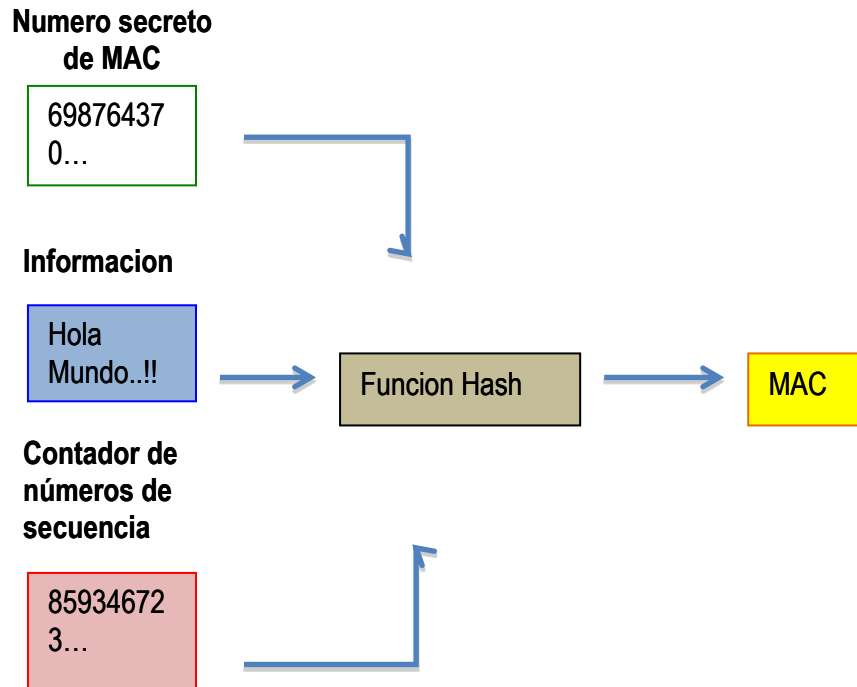 Numero secreto
de MAC
69876437
0...
Informacion
Hola
Mundo..!!
Funcion Hash
MAC
Contador de
números de
secuencia
85934672
3...